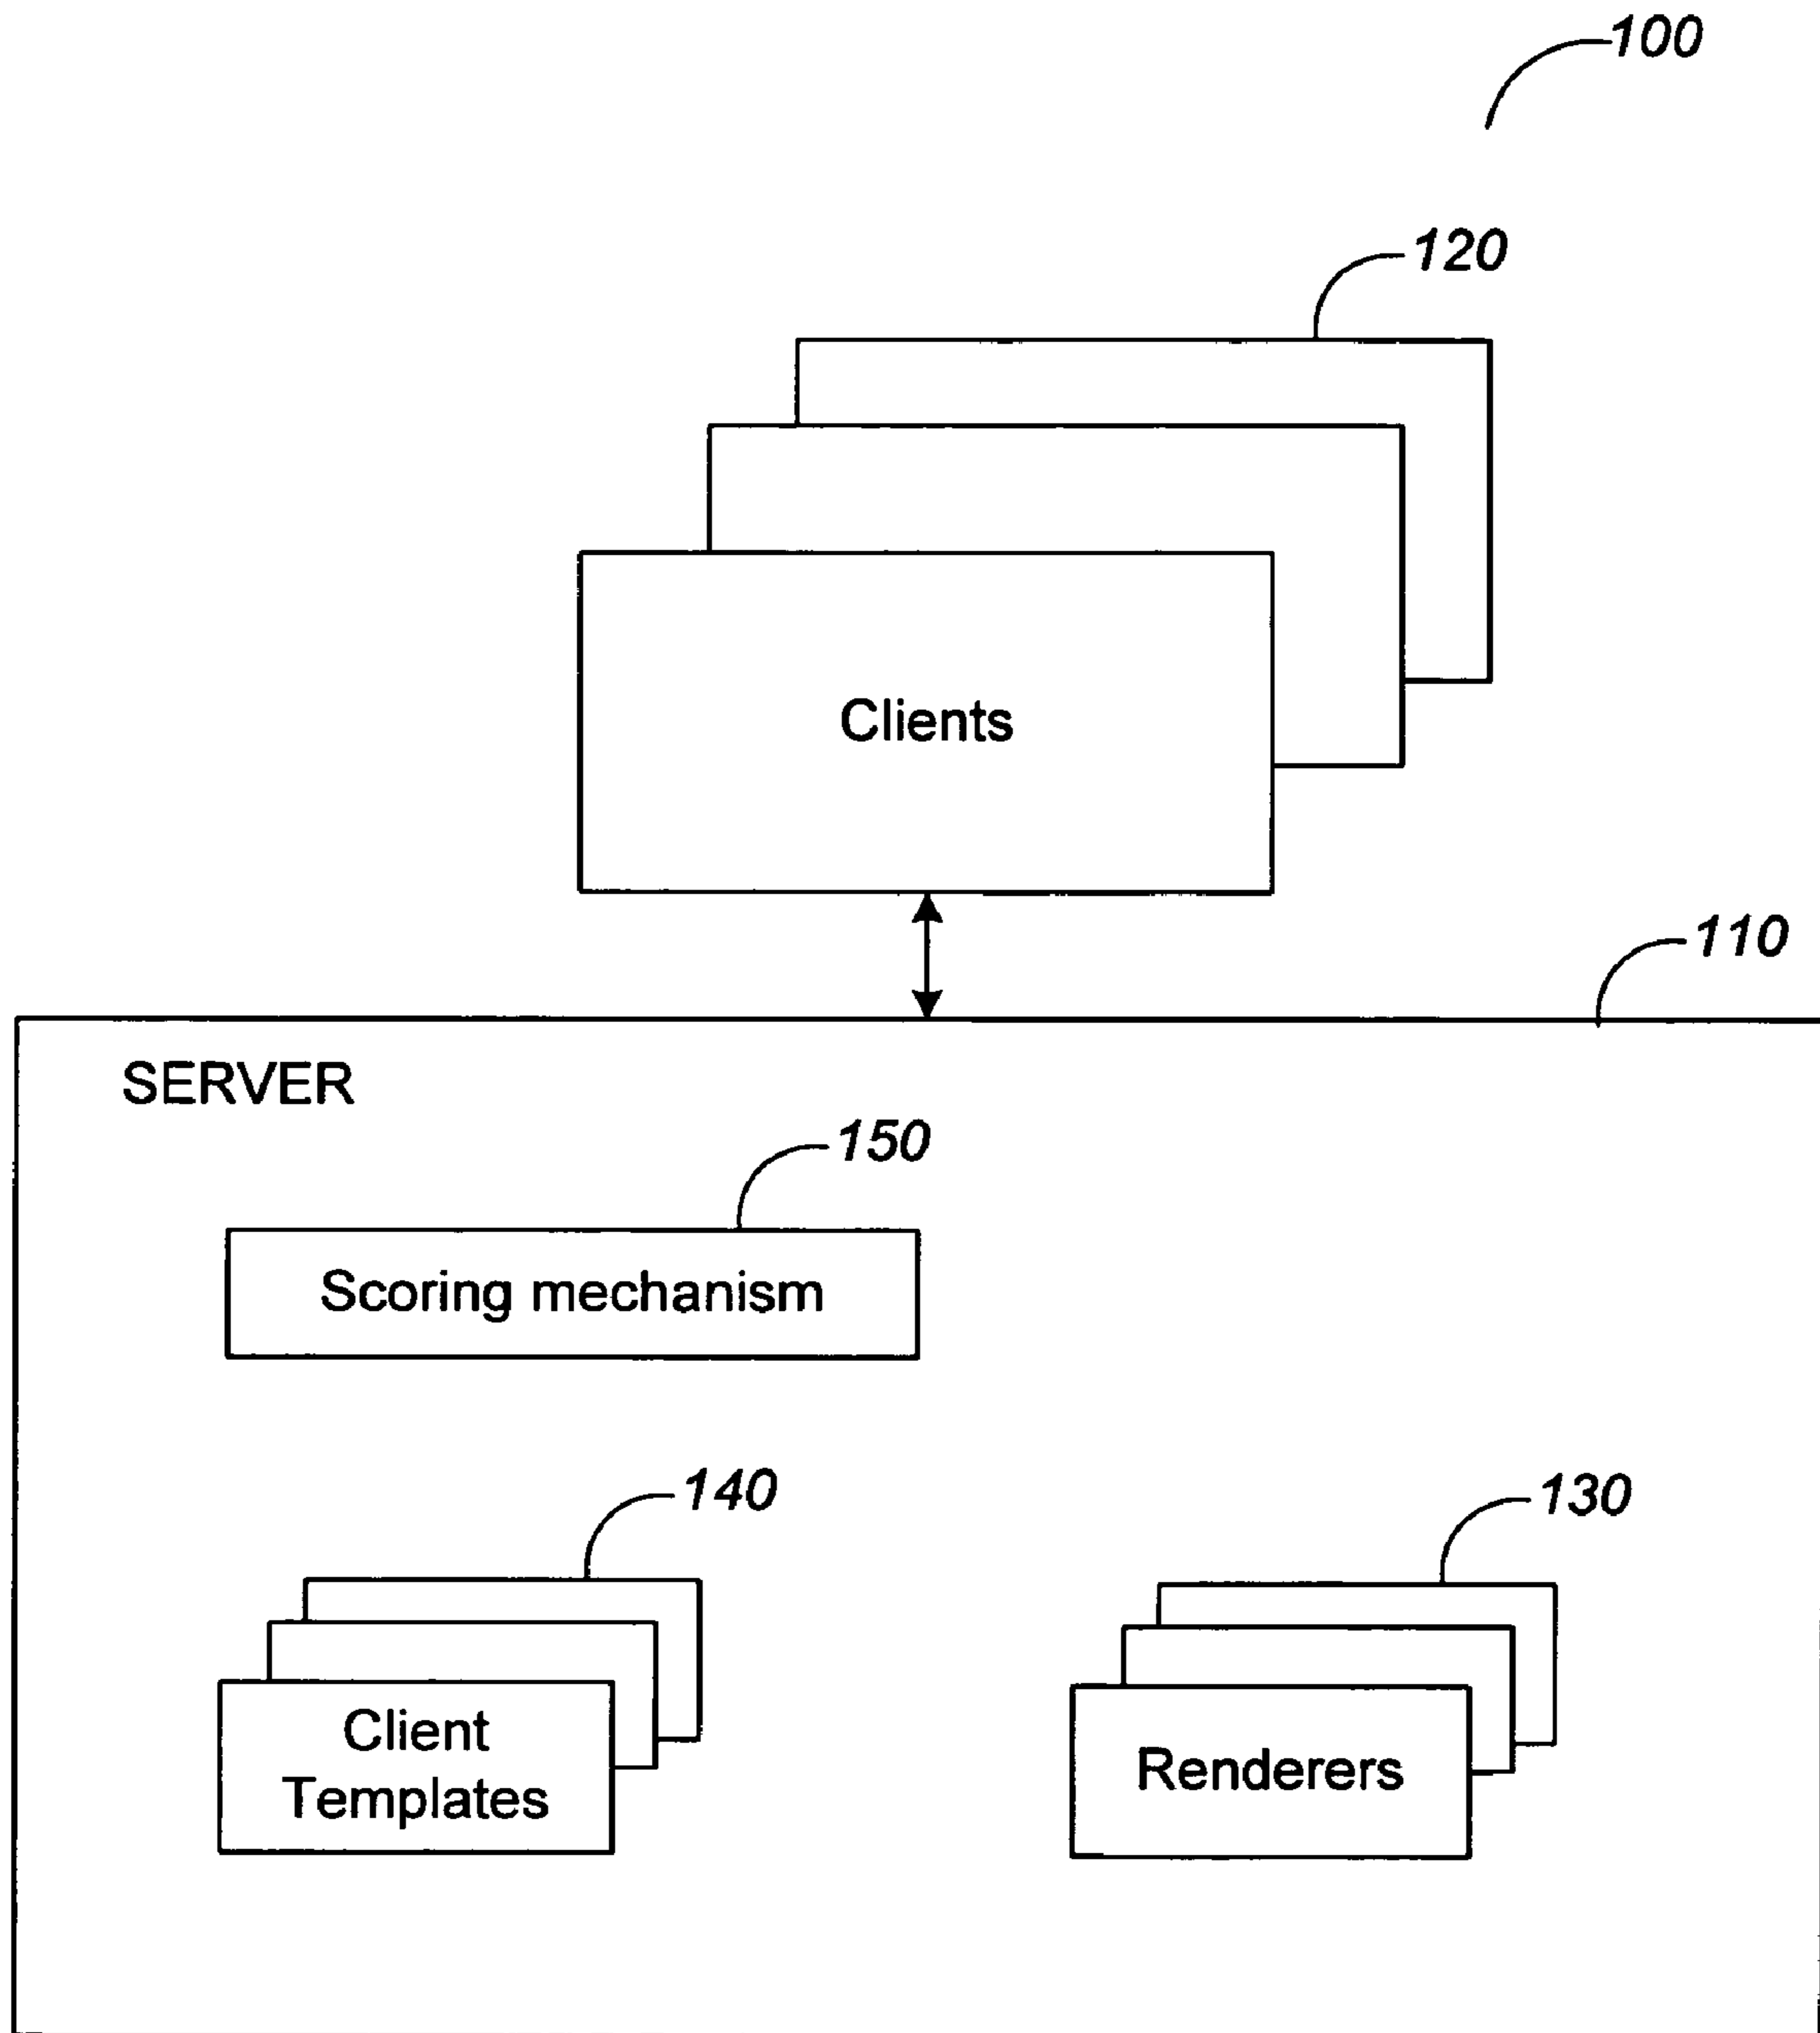 100
120
Clients
110
SERVER
150
Scoring mechanism
140
130
Client
Templates
Renderers